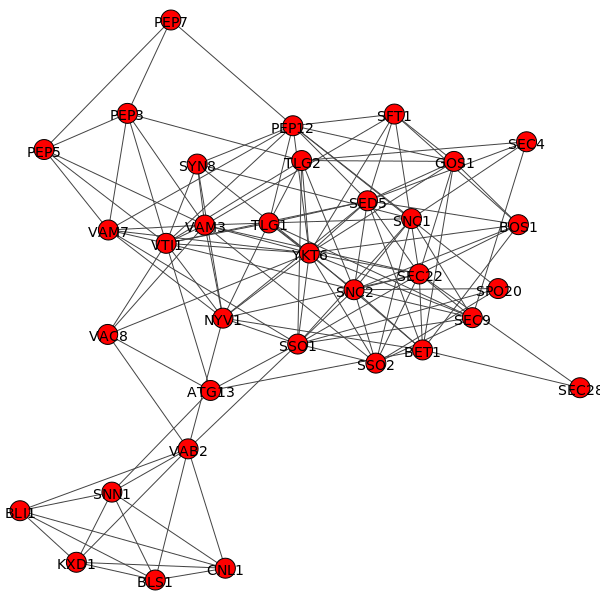 PEP7
PEP3
SFT1
PEP12
SEC4
PEP5
TLG2
GOS1
SYN8
SED5
SNC1
TLG1
VAM3
BOS1
VAM7
VTI1
YKT6
SEC22
SNC2
SPO20
NYV1
SEC9
VAC8
SSO1
BET1
SSO2
SEC28
ATG13
VAB2
SNN1
BLI1
KXD1
CNL1
BLS1